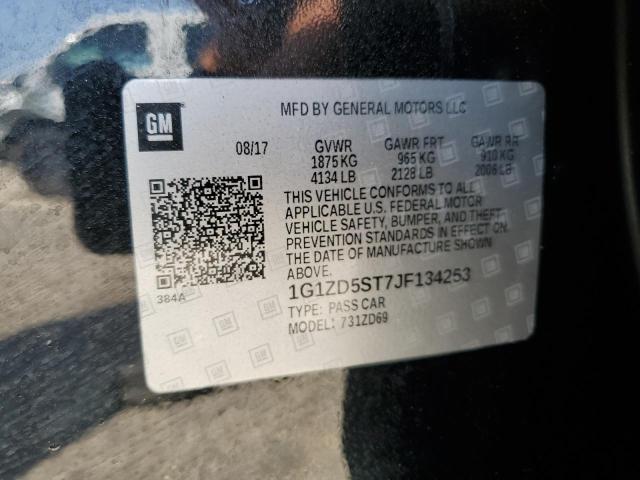 GM
MFD BY GENERAL MOTORS LLC
08/17 GVWR GAWR FRT GAWR RR
1875 KG 965 KG 910 KG
4134 LB 2128 LB 2006 LB
THIS VEHICLE CONFORMS TO ALL
APPLICABLE U.S. FEDERAL MOTOR
VEHICLE SAFETY, BUMPER, AND THEFT
PREVENTION STANDARDS IN EFFECT ON
THE DATE OF MANUFACTURE SHOWN
ABOVE.
384A
1G1ZD5ST7JF134253
TYPE: PASS CAR
MODEL: 731ZD69